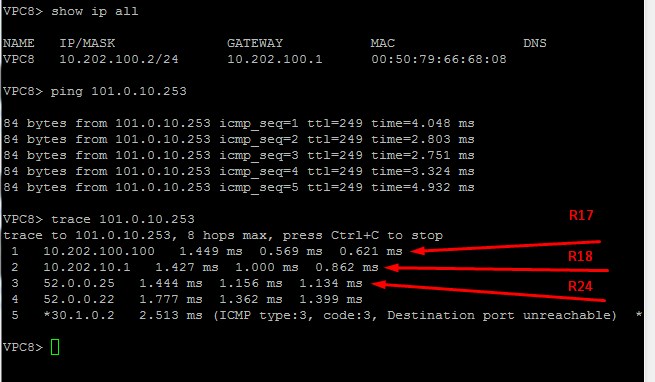 VPC8> show ip all
NAME IP/MASK GATEWAY MAC DNS
VPC8 10.202.100.2/24 10.202.100.1 00:50:79:66:68:08
VPC8> ping 101.0.10.253
84 bytes from 101.0.10.253 icmp_seq=1 ttl=249 time=4.048 ms
84 bytes from 101.0.10.253 icmp_seq=2 ttl=249 time=2.803 ms
84 bytes from 101.0.10.253 icmp_seq=3 ttl=249 time=2.751 ms
84 bytes from 101.0.10.253 icmp_seq=4 ttl=249 time=3.324 ms
84 bytes from 101.0.10.253 icmp_seq=5 ttl=249 time=4.932 ms
VPC8> trace 101.0.10.253
R17
trace to 101.0.10.253, 8 hops max, press Ctrl+C to stop
1 10.202.100.100 1.449 ms 0.569 ms 0.621 ms
R18
2 10.202.10.1 1.427 ms 1.000 ms 0.862 ms
3 52.0.0.25 1.444 ms 1.156 ms 1.134 ms
R24
4 52.0.0.22 1.777 ms 1.362 ms 1.399 ms
5 *30.1.0.2 2.513 ms (ICMP type:3, code:3, Destination port unreachable) *
VPC8>